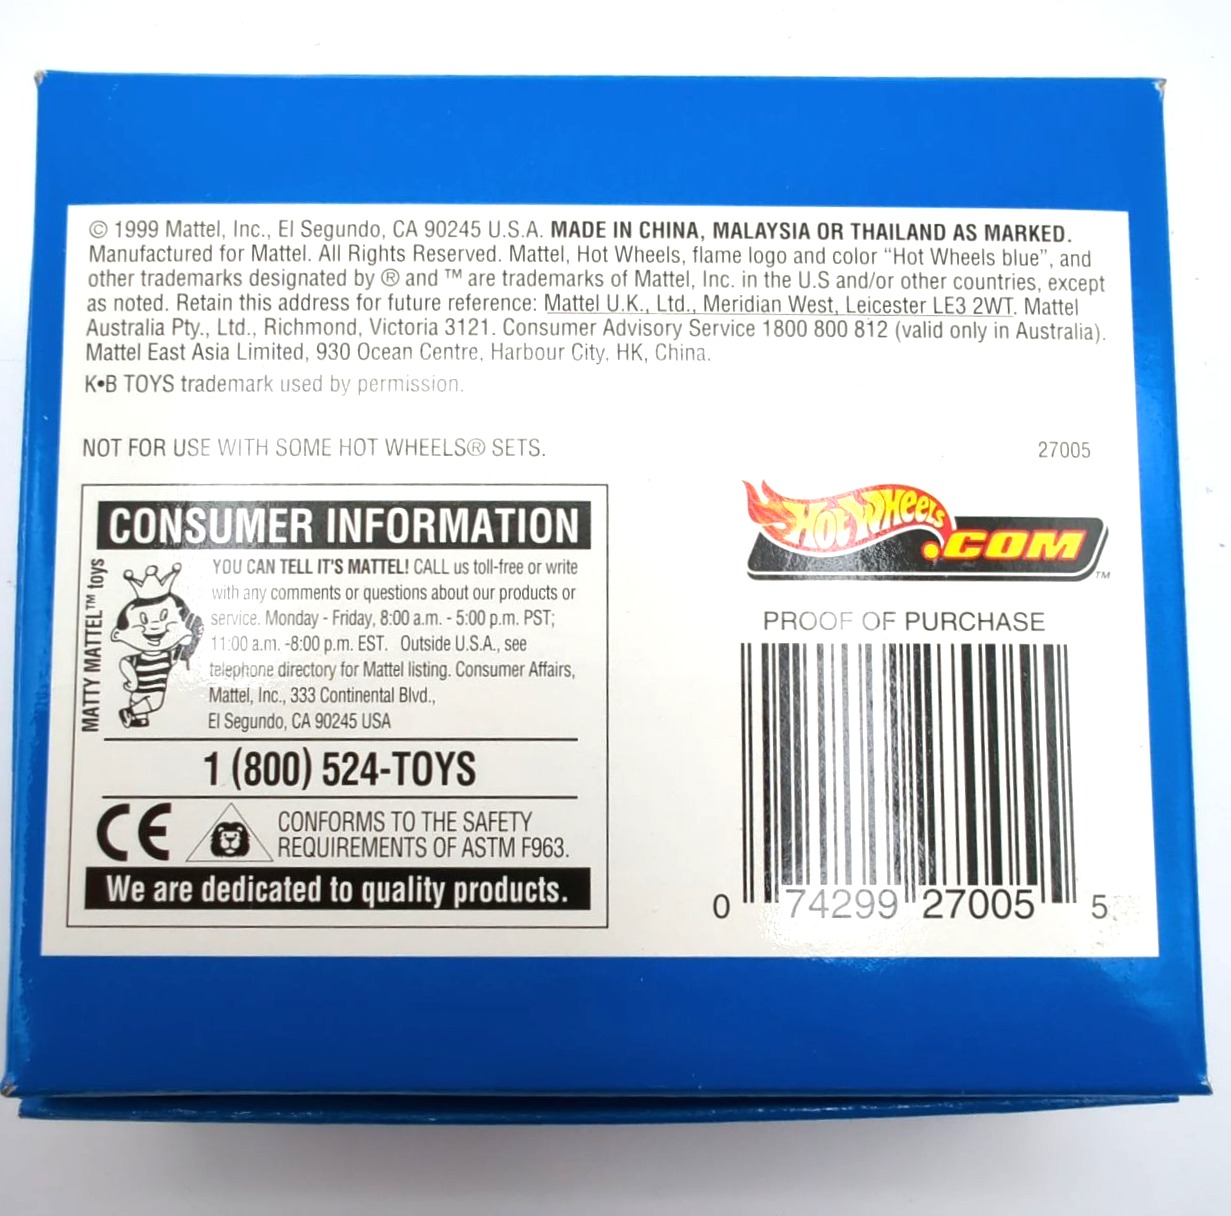 © 1999 Mattel, Inc., El Segundo, CA 90245 U.S.A. MADE IN CHINA, MALAYSIA OR THAILAND AS MARKED.
Manufactured for Mattel. All Rights Reserved. Mattel, Hot Wheels, flame logo and color “Hot Wheels blue”, and
other trademarks designated by ® and ™ are trademarks of Mattel, Inc. in the U.S and/or other countries, except
as noted. Retain this address for future reference: Mattel U.K., Ltd., Meridian West, Leicester LE3 2WT. Mattel
Australia Pty., Ltd., Richmond, Victoria 3121. Consumer Advisory Service 1800 800 812 (valid only in Australia).
Mattel East Asia Limited, 930 Ocean Centre, Harbour City, HK, China.
K•B TOYS trademark used by permission.
NOT FOR USE WITH SOME HOT WHEELS® SETS.
27005
CONSUMER INFORMATION
MATTY MATTEL™ toys
YOU CAN TELL IT'S MATTEL! CALL us toll-free or write
with any comments or questions about our products or
service. Monday - Friday, 8:00 a.m. - 5:00 p.m. PST;
11:00 a.m. -8:00 p.m. EST. Outside U.S.A., see
telephone directory for Mattel listing. Consumer Affairs,
Mattel, Inc., 333 Continental Blvd.,
El Segundo, CA 90245 USA
1 (800) 524-TOYS
CE
CONFORMS TO THE SAFETY
REQUIREMENTS OF ASTM F963.
We are dedicated to quality products.
Hot Wheels
.COM™
PROOF OF PURCHASE
0 74299 27005 5